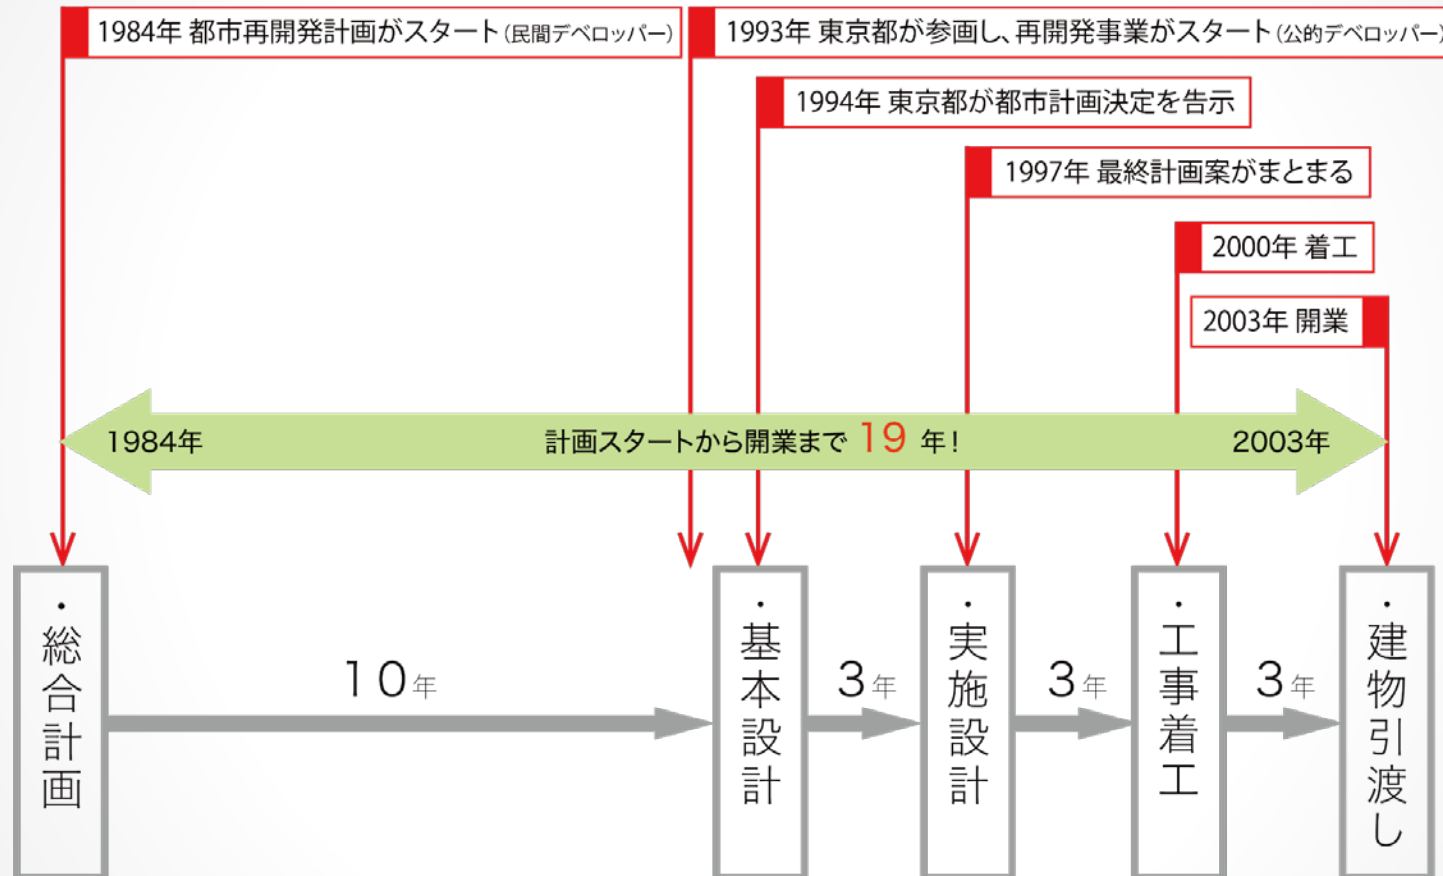 1984年 都市再開発計画がスタート(民間デベロッパー)
1993年 東京都が参画し、再開発事業がスタート(公的デベロッパー)
1994年 東京都が都市計画決定を告示
1997年 最終計画案がまとまる
2000年 着工
2003年 開業
1984年
計画スタートから開業まで 19 年!
2003年
・総合計画
10年
・基本設計
3年
・実施設計
3年
・工事着工
3年
・建物引渡し